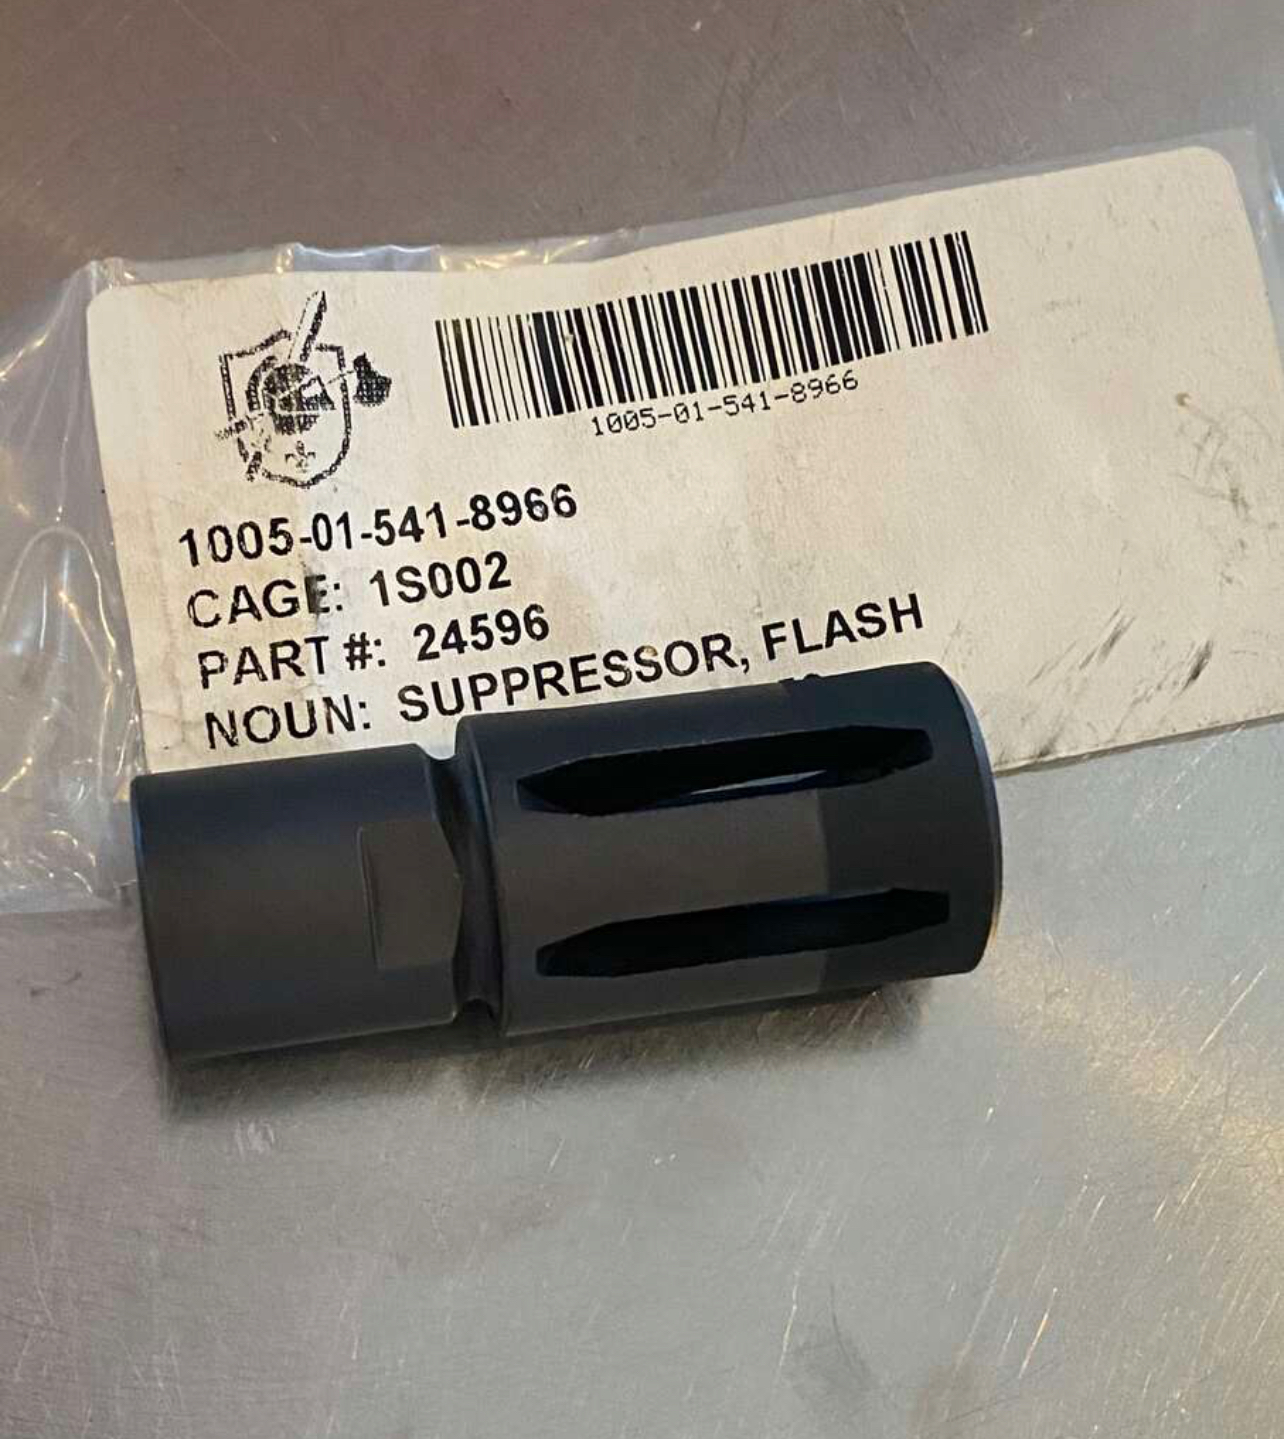 1005-01-541-8966
1005-01-541-8966
CAGE: 1S002
PART#: 24596
NOUN: SUPPRESSOR, FLASH